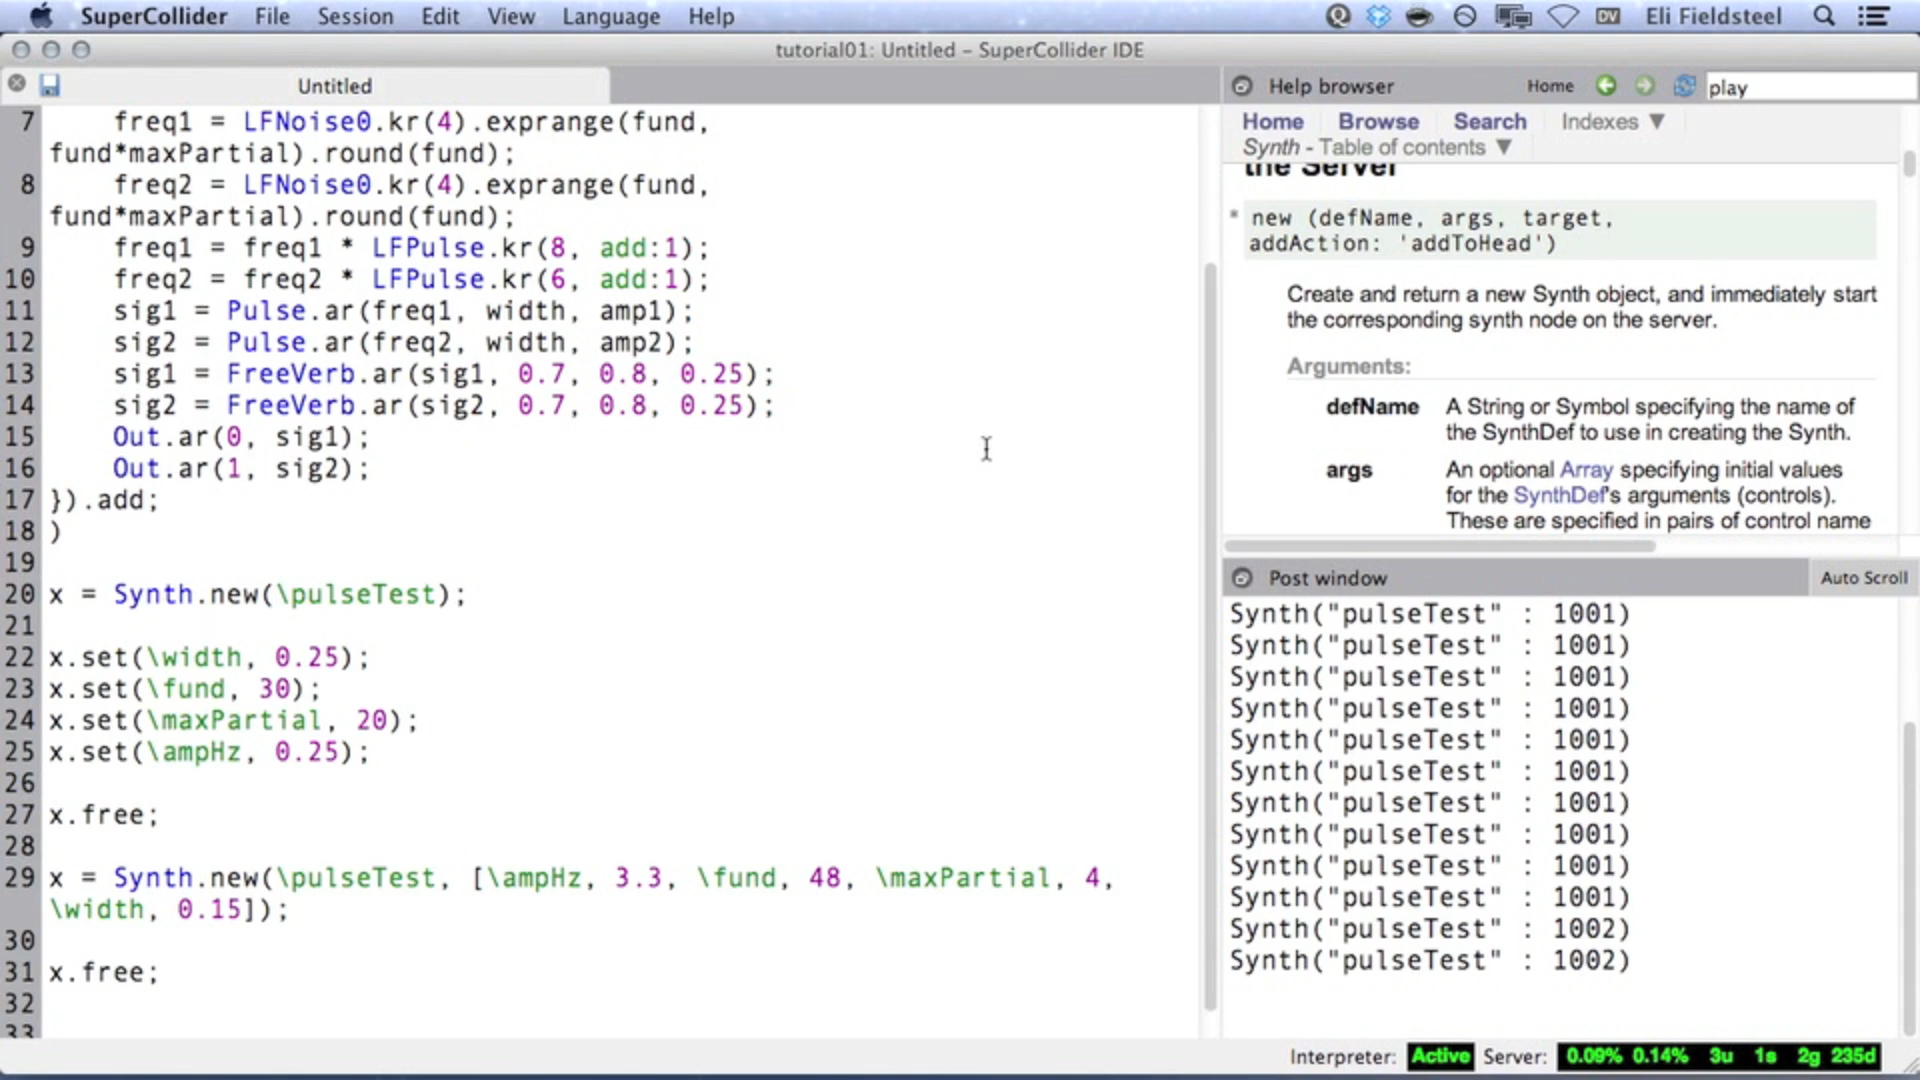 SuperCollider File Session Edit View Language Help DV Eli Fieldsteel
tutorial01: Untitled – SuperCollider IDE
Untitled
7 freq1 = LFNoise0.kr(4).exprange(fund,
fund*maxPartial).round(fund);
8 freq2 = LFNoise0.kr(4).exprange(fund,
fund*maxPartial).round(fund);
9 freq1 = freq1 * LFPulse.kr(8, add:1);
10 freq2 = freq2 * LFPulse.kr(6, add:1);
11 sig1 = Pulse.ar(freq1, width, amp1);
12 sig2 = Pulse.ar(freq2, width, amp2);
13 sig1 = FreeVerb.ar(sig1, 0.7, 0.8, 0.25);
14 sig2 = FreeVerb.ar(sig2, 0.7, 0.8, 0.25);
15 Out.ar(0, sig1);
16 Out.ar(1, sig2);
17 }).add;
18 )
19
20 x = Synth.new(\pulseTest);
21
22 x.set(\width, 0.25);
23 x.set(\fund, 30);
24 x.set(\maxPartial, 20);
25 x.set(\ampHz, 0.25);
26
27 x.free;
28
29 x = Synth.new(\pulseTest, [\ampHz, 3.3, \fund, 48, \maxPartial, 4,
\width, 0.15]);
30
31 x.free;
32
33
Help browser Home play
Home Browse Search Indexes ▼
Synth - Table of contents ▼
the Server
* new (defName, args, target,
addAction: 'addToHead')
Create and return a new Synth object, and immediately start
the corresponding synth node on the server.
Arguments:
defName A String or Symbol specifying the name of
the SynthDef to use in creating the Synth.
args An optional Array specifying initial values
for the SynthDef's arguments (controls).
These are specified in pairs of control name
Post window Auto Scroll
Synth("pulseTest" : 1001)
Synth("pulseTest" : 1001)
Synth("pulseTest" : 1001)
Synth("pulseTest" : 1001)
Synth("pulseTest" : 1001)
Synth("pulseTest" : 1001)
Synth("pulseTest" : 1001)
Synth("pulseTest" : 1001)
Synth("pulseTest" : 1001)
Synth("pulseTest" : 1001)
Synth("pulseTest" : 1002)
Synth("pulseTest" : 1002)
Interpreter: Active Server: 0.09% 0.14% 3u 1s 2g 235d